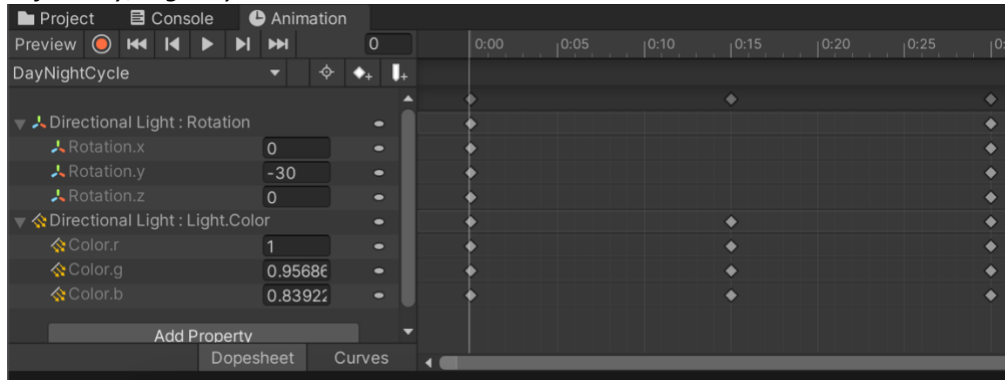 Project Console Animation
Preview 0 0:00 0:05 0:10 0:15 0:20 0:25 0:
DayNightCycle
Directional Light : Rotation
Rotation.x 0
Rotation.y -30
Rotation.z 0
Directional Light : Light.Color
Color.r 1
Color.g 0.95686
Color.b 0.83922
Add Property
Dopesheet Curves